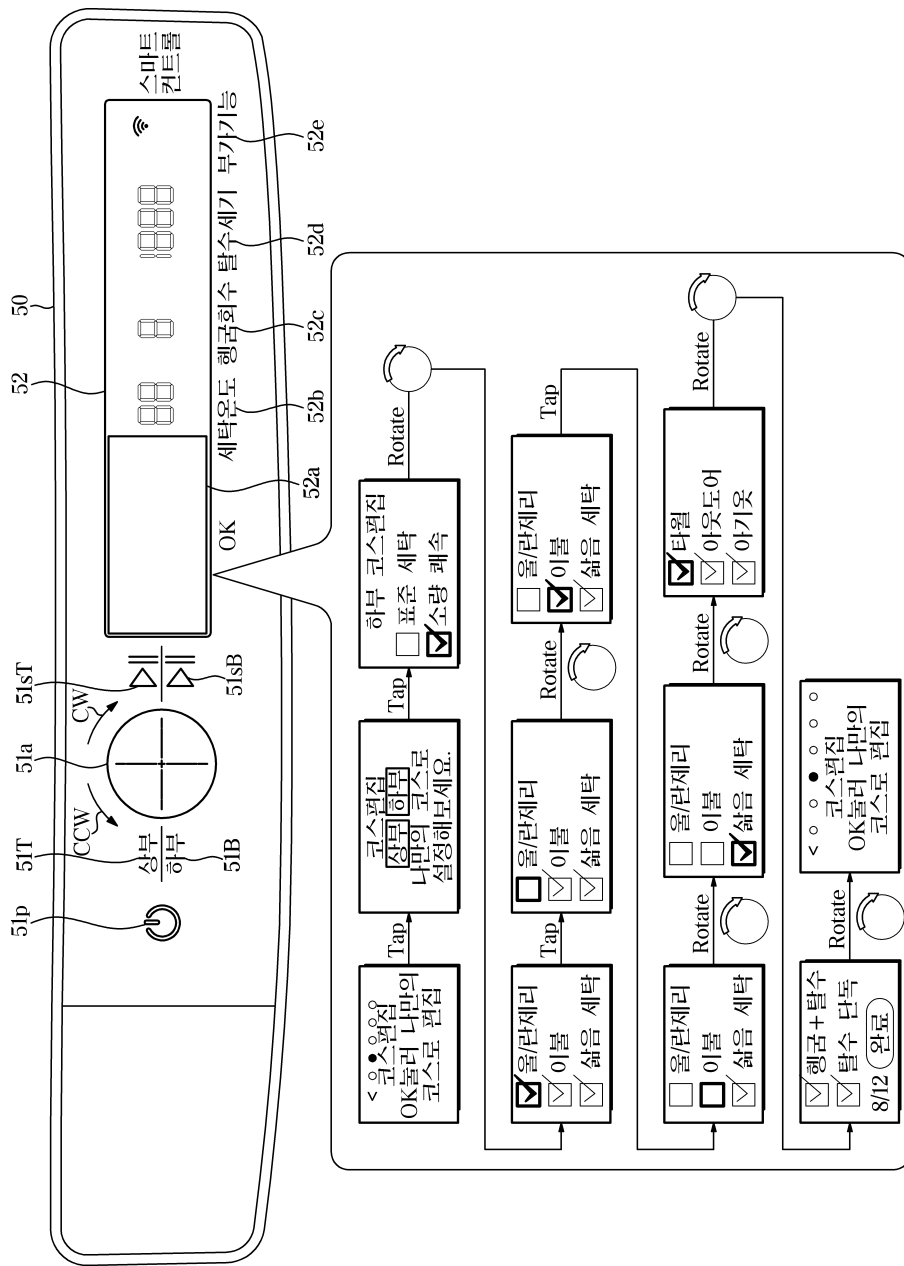 50
52
51p
51T
51a
51sT
CCW
CW
상부
하부
51B
51sB
스마트
컨트롤
OK
세탁온도
헹굼회수
탈수세기
부가기능
52a
52b
52c
52d
52e
< ○ ● ○ ○ ○
코스편집
OK눌러 나만의
코스로 편집
Tap
코스편집
상부 하부
나만의 코스로
설정해보세요.
Tap
하부 코스편집
표준 세탁
소량 쾌속
Rotate
울/란제리
이불
삶음 세탁
Tap
울/란제리
이불
삶음 세탁
Rotate
울/란제리
이불
삶음 세탁
Tap
울/란제리
이불
삶음 세탁
Rotate
울/란제리
이불
삶음 세탁
Rotate
타월
아웃도어
아기옷
Rotate
헹굼+탈수
탈수 단독
8/12 완료
Rotate
< ○ ○ ● ○ ○ ○
코스편집
OK눌러 나만의
코스로 편집